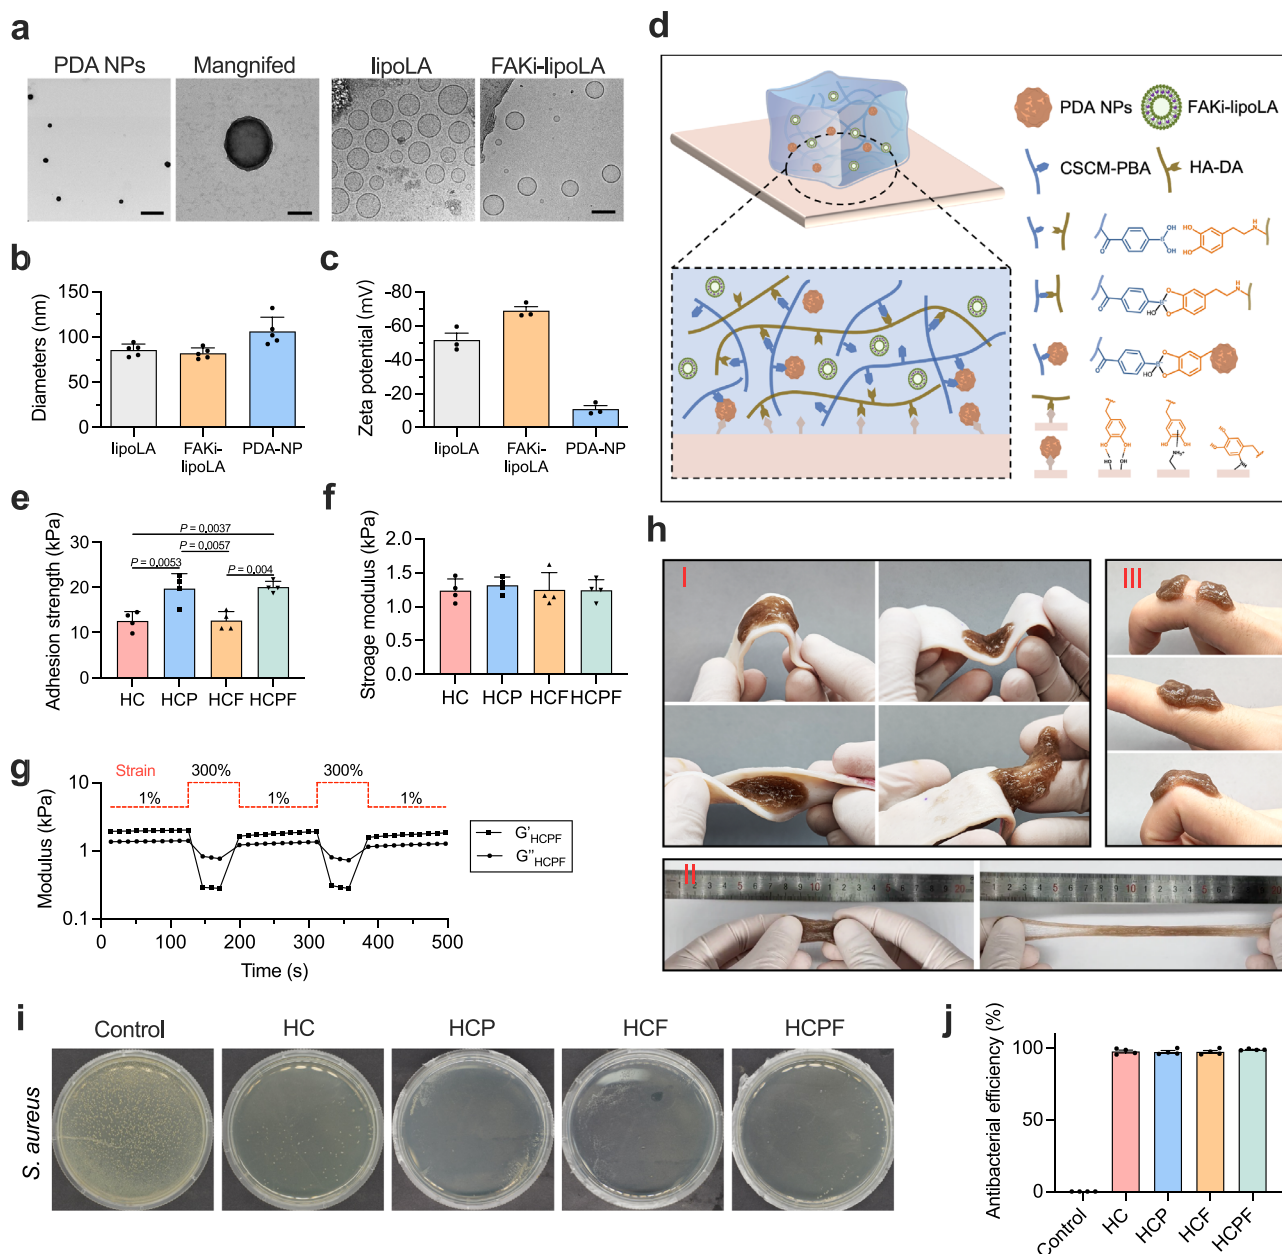 a
PDA NPs
Mangnifed
lipoLA
FAKi-lipoLA
b
Diameters (nm)
150
100
75
50
0
lipoLA
FAKi-
lipoLA
PDA-NP
c
Zeta potential (mV)
-80
-60
-40
-20
0
lipoLA
FAKi-
lipoLA
PDA-NP
d
PDA NPs
FAKi-lipoLA
CSCM-PBA
HA-DA
e
Adhesion strength (kPa)
30
20
10
0
P = 0.0037
P = 0.0057
P = 0.0053
P = 0.004
HC
HCP
HCF
HCPF
f
Stroage modulus (kPa)
2.0
1.5
1.0
0.5
0.0
HC
HCP
HCF
HCPF
g
Modulus (kPa)
10
1
0.1
Strain
300%
300%
1%
1%
1%
G'HCPF
G"HCPF
0
100
200
300
400
500
Time (s)
h
I
III
II
i
Control
HC
HCP
HCF
HCPF
S. aureus
j
Antibacterial efficiency (%)
100
50
0
Control
HC
HCP
HCF
HCPF